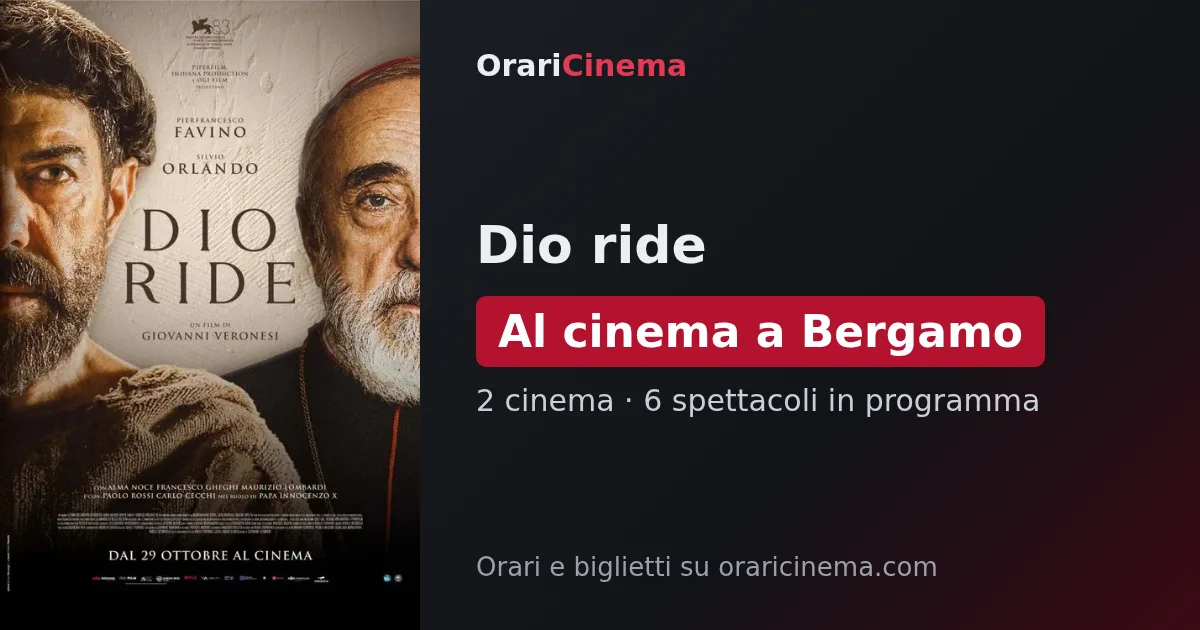 83
PIPERFILM
INDIANA PRODUCTION
E OGI FILM
PRESENTANO
PIERFRANCESCO
FAVINO
SILVIO
ORLANDO
DIO
RIDE
UN FILM DI
GIOVANNI VERONESI
CON ALMA NOCE FRANCESCO GHEGHI MAURIZIO LOMBARDI
E CON PAOLO ROSSI CARLO CECCHI NEL RUOLO DI PAPA INNOCENZO X
DAL 29 OTTOBRE AL CINEMA
OrariCinema
Dio ride
Al cinema a Bergamo
2 cinema · 6 spettacoli in programma
Orari e biglietti su oraricinema.com